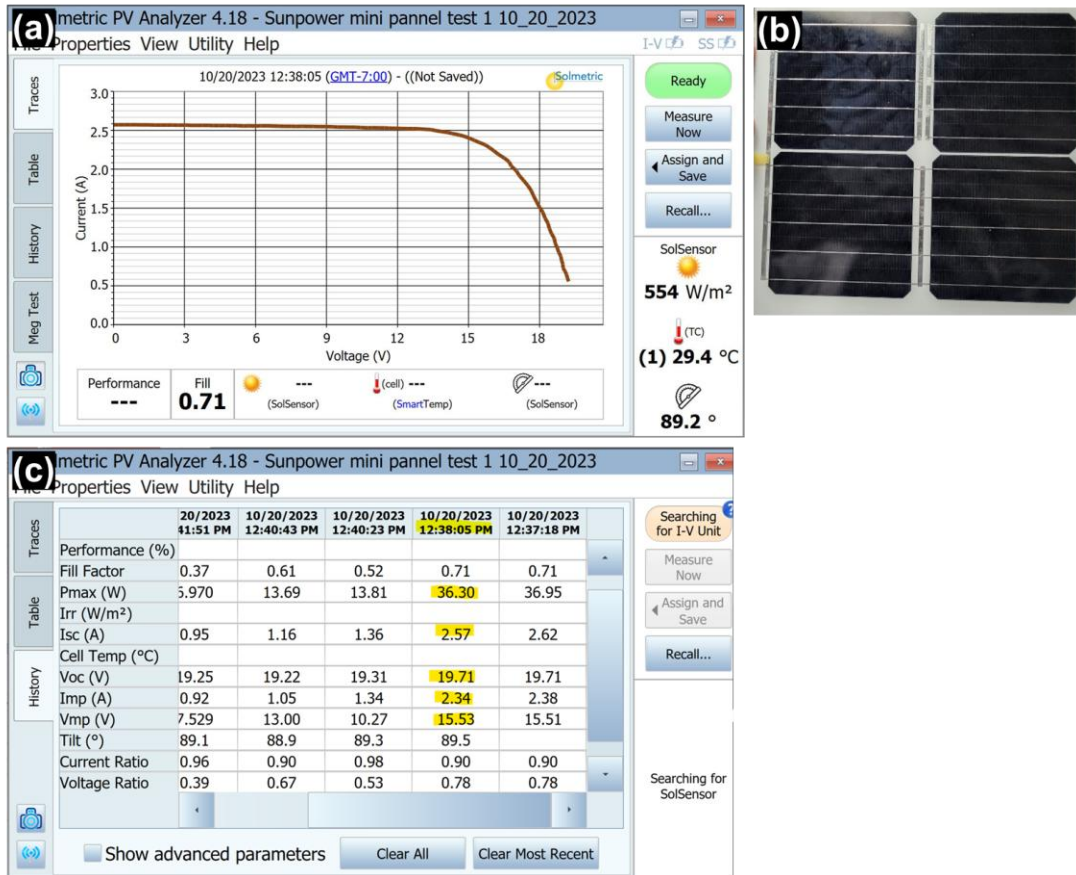 (a)
metric PV Analyzer 4.18 - Sunpower mini pannel test 1 10_20_2023
Properties View Utility Help
I-V SS
Traces
Table
History
Meg Test
10/20/2023 12:38:05 (GMT-7:00) - ((Not Saved))
Solmetric
Current (A)
3.0
2.5
2.0
1.5
1.0
0.5
0.0
0 3 6 9 12 15 18
Voltage (V)
Performance
---
Fill
0.71
---
(SolSensor)
(cell) ---
(SmartTemp)
---
(SolSensor)
Ready
Measure
Now
Assign and
Save
Recall...
SolSensor
554 W/m²
(TC)
(1) 29.4 °C
89.2 °
(b)
(c)
metric PV Analyzer 4.18 - Sunpower mini pannel test 1 10_20_2023
Properties View Utility Help
Traces
Table
History
20/2023 10/20/2023 10/20/2023 10/20/2023 10/20/2023
41:51 PM 12:40:43 PM 12:40:23 PM 12:38:05 PM 12:37:18 PM
Performance (%)
Fill Factor 0.37 0.61 0.52 0.71 0.71
Pmax (W) 5.970 13.69 13.81 36.30 36.95
Irr (W/m²)
Isc (A) 0.95 1.16 1.36 2.57 2.62
Cell Temp (°C)
Voc (V) 19.25 19.22 19.31 19.71 19.71
Imp (A) 0.92 1.05 1.34 2.34 2.38
Vmp (V) 7.529 13.00 10.27 15.53 15.51
Tilt (°) 89.1 88.9 89.3 89.5
Current Ratio 0.96 0.90 0.98 0.90 0.90
Voltage Ratio 0.39 0.67 0.53 0.78 0.78
Show advanced parameters
Clear All
Clear Most Recent
?
Searching
for I-V Unit
Measure
Now
Assign and
Save
Recall...
Searching for
SolSensor